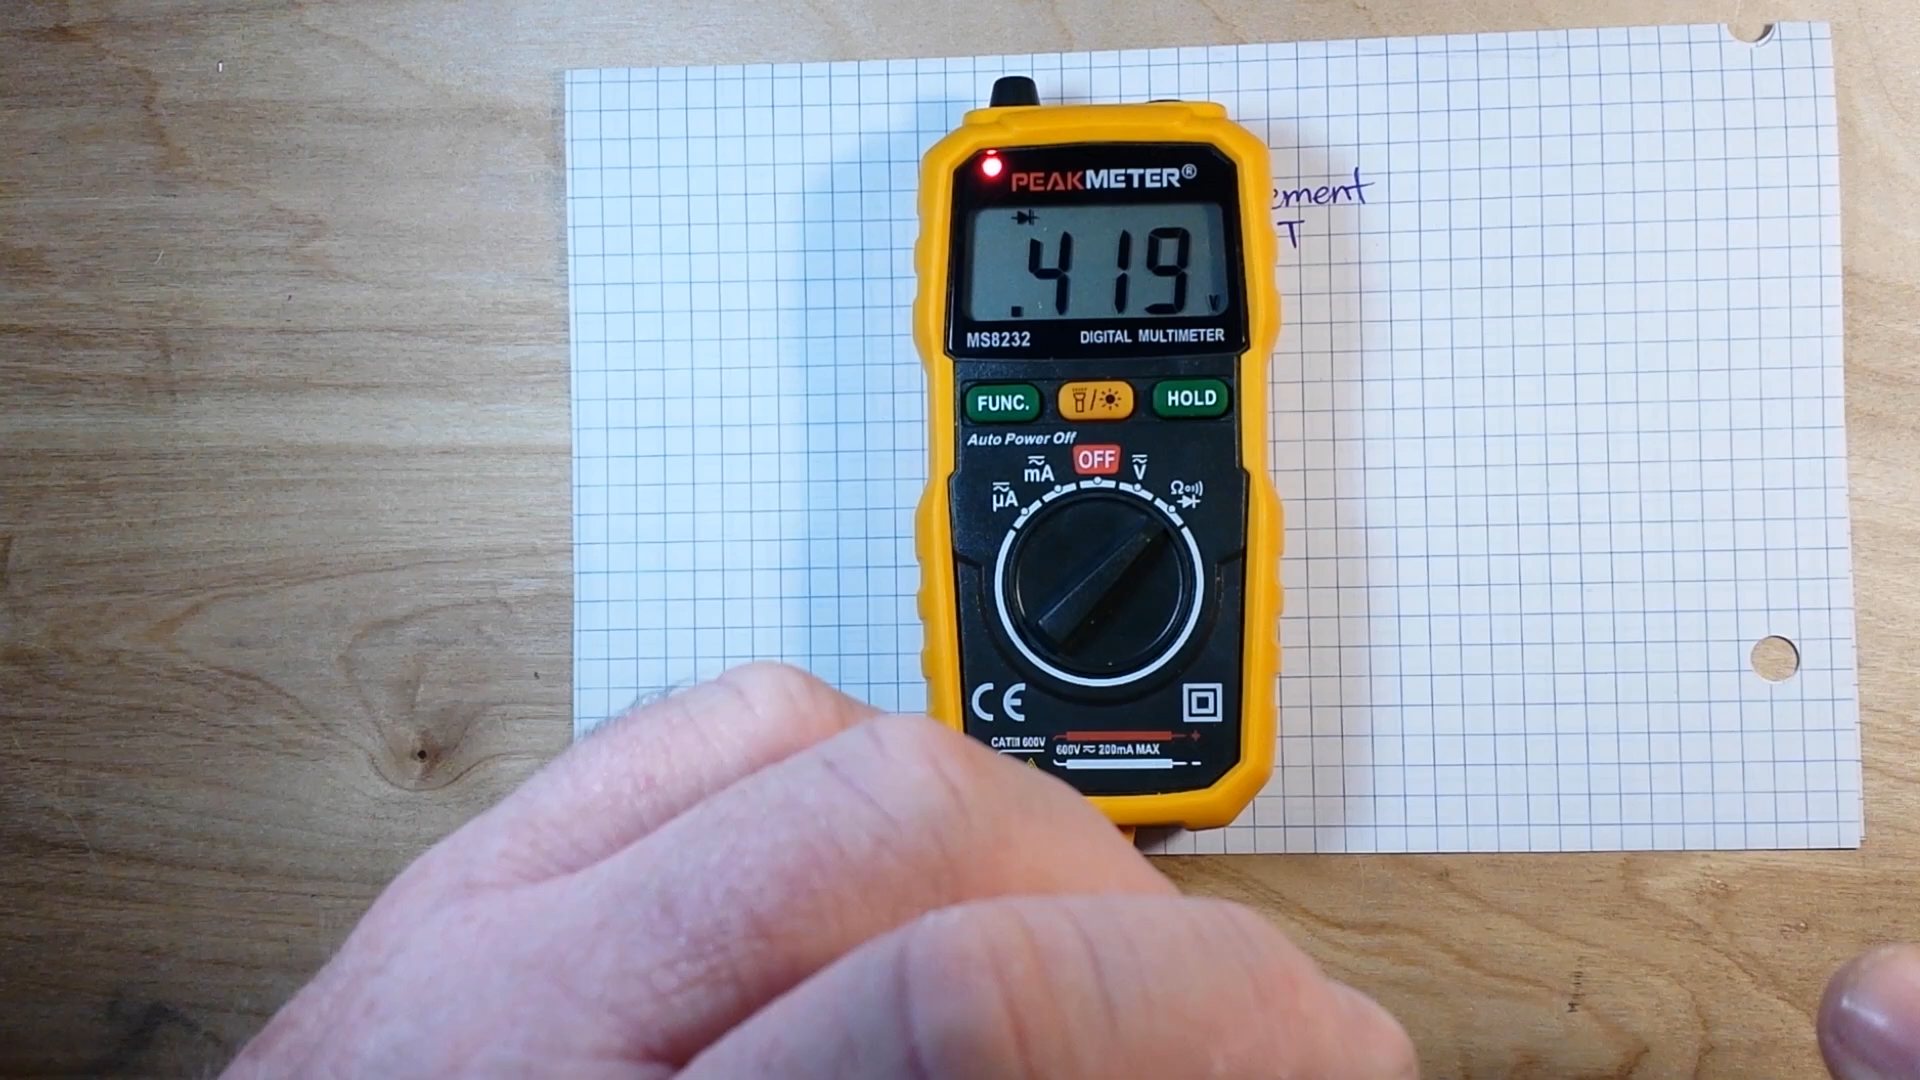 PEAKMETER®
.419
V
MS8232 DIGITAL MULTIMETER
FUNC. HOLD
Auto Power Off
μA mA OFF V Ω
CE
CATIII 600V 600V 200mA MAX
+
-
ement
T